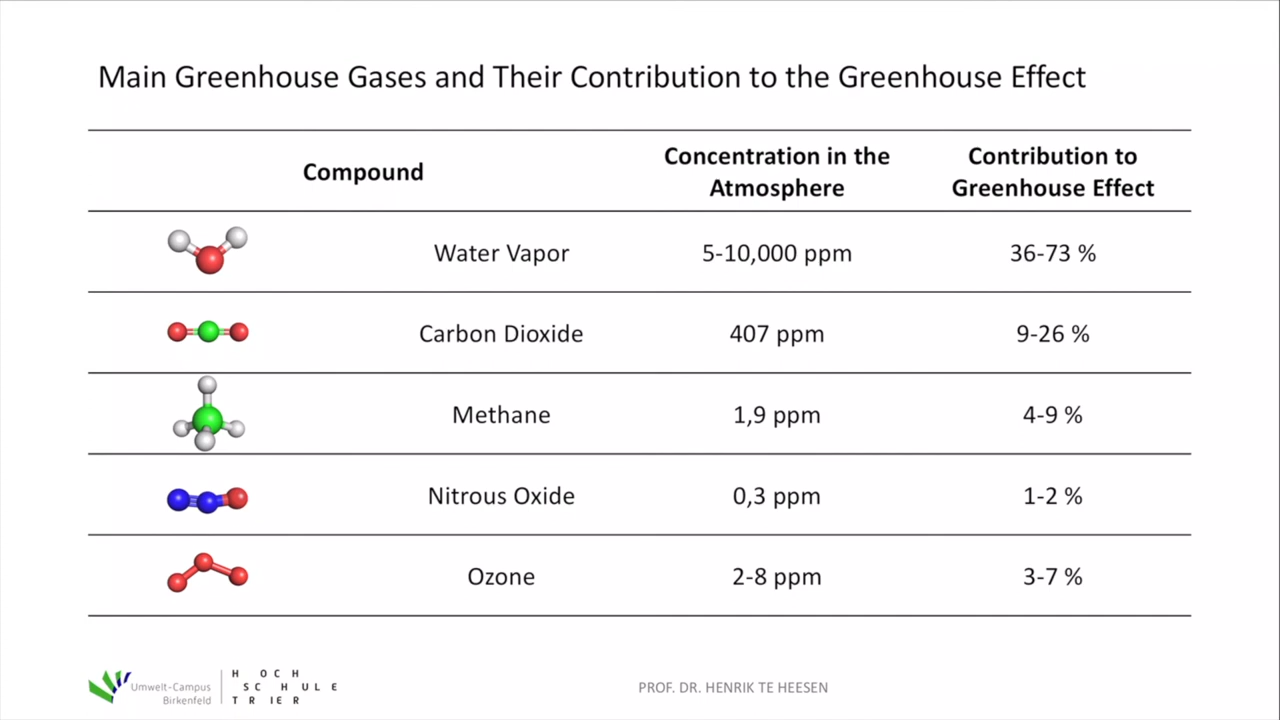 Main Greenhouse Gases and Their Contribution to the Greenhouse Effect
Compound
Concentration in the
Atmosphere
Contribution to
Greenhouse Effect
Water Vapor 5-10,000 ppm 36-73 %
Carbon Dioxide 407 ppm 9-26 %
Methane 1,9 ppm 4-9 %
Nitrous Oxide 0,3 ppm 1-2 %
Ozone 2-8 ppm 3-7 %
Umwelt-Campus
Birkenfeld
HOCH
SCHULE
TRIER
PROF. DR. HENRIK TE HEESEN